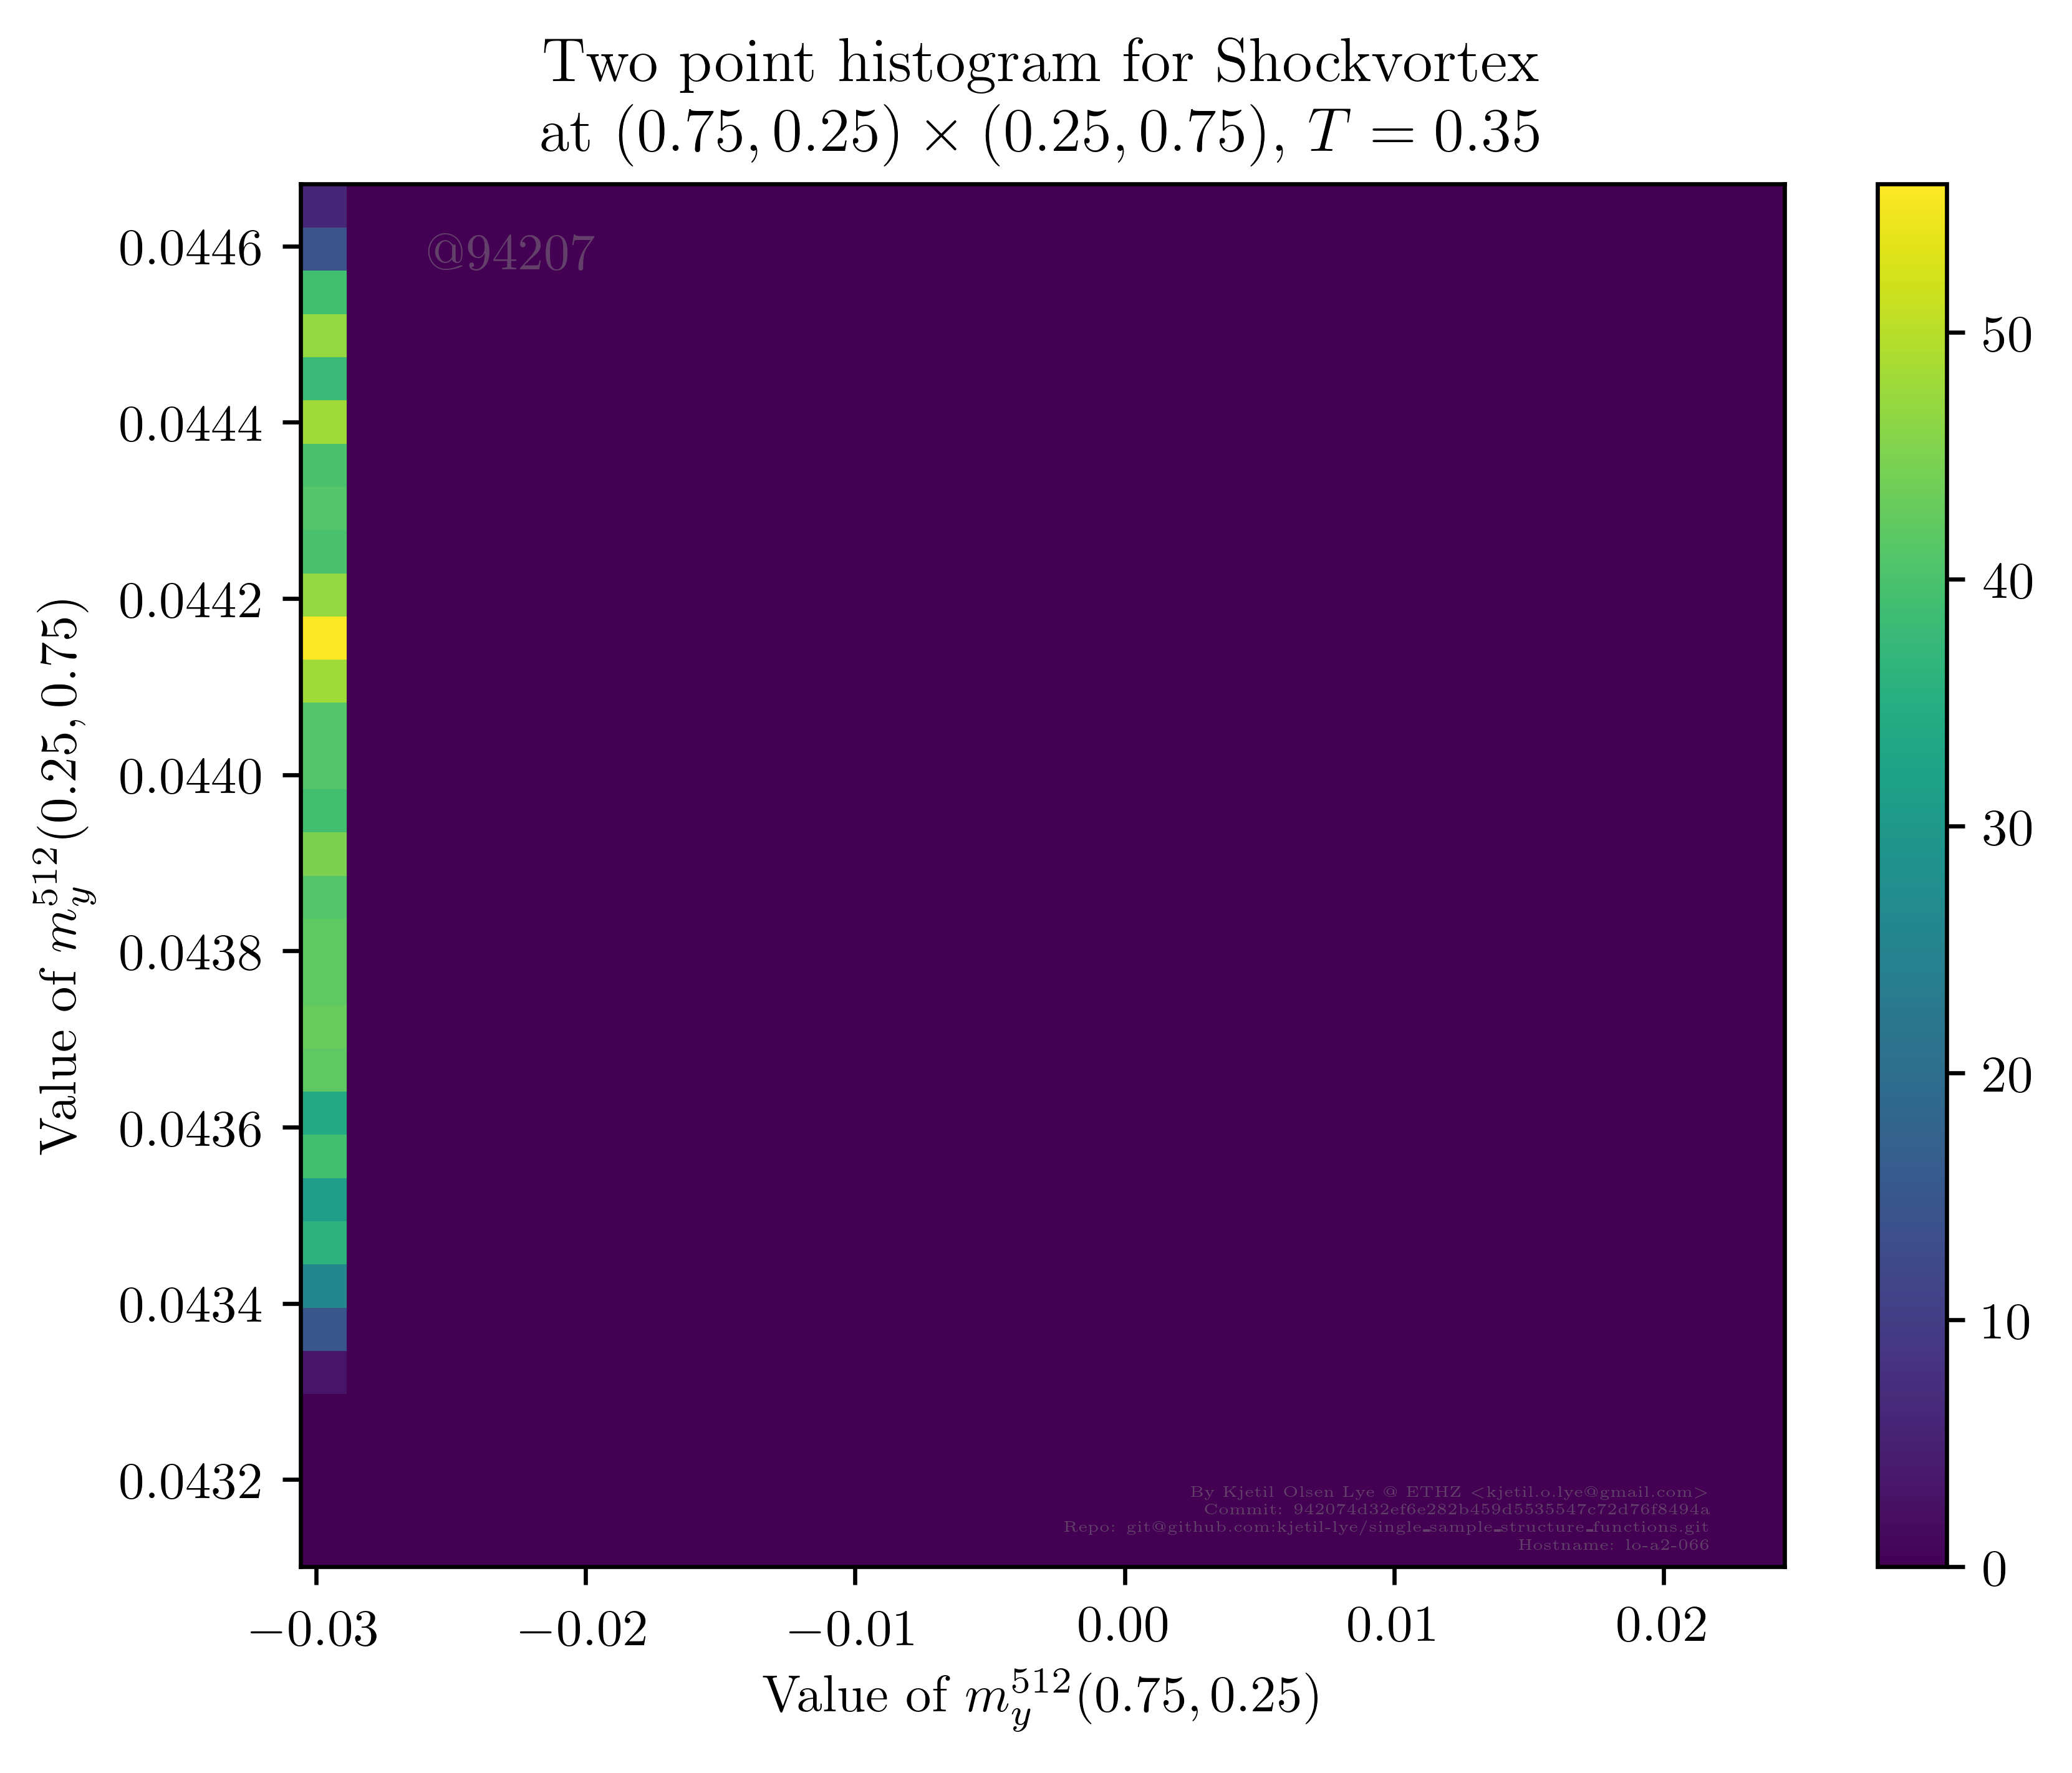 Two point histogram for Shockvortex
at (0.75, 0.25) × (0.25, 0.75), T = 0.35
@94207
0.0446
0.0444
0.0442
0.0440
0.0438
0.0436
0.0434
0.0432
Value of m_y^512(0.25, 0.75)
50
40
30
20
10
0
By Kjetil Olsen Lye @ ETHZ <kjetil.o.lye@gmail.com>
Commit: 942074d32ef6e282b459d5535547c72d76f8494a
Repo: git@github.com:kjetil-lye/single_sample_structure_functions.git
Hostname: lo-a2-066
−0.03 −0.02 −0.01 0.00 0.01 0.02
Value of m_y^512(0.75, 0.25)